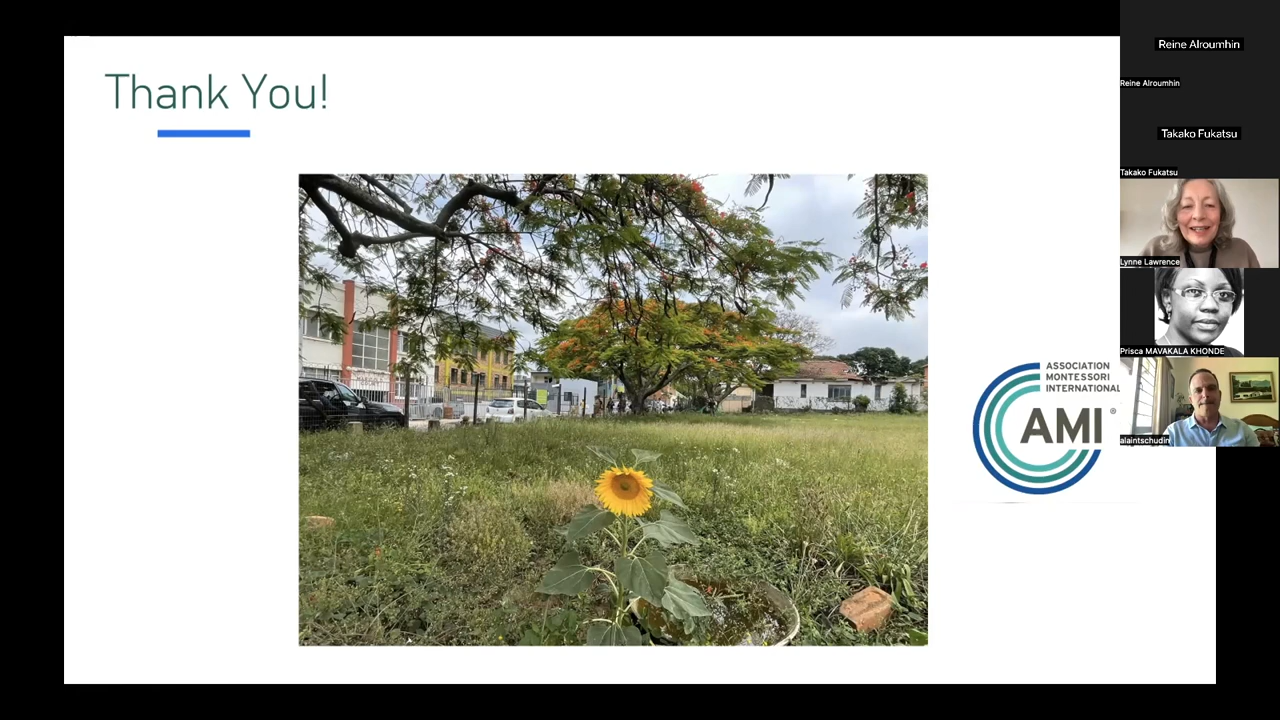 Thank You!
ASSOCIATION
MONTESSORI
INTERNATIONAL
AMI®
Reine Alroumhin
Reine Alroumhin
Takako Fukatsu
Takako Fukatsu
Lynne Lawrence
Prisca MAVAKALA KHONDE
alaintschudin